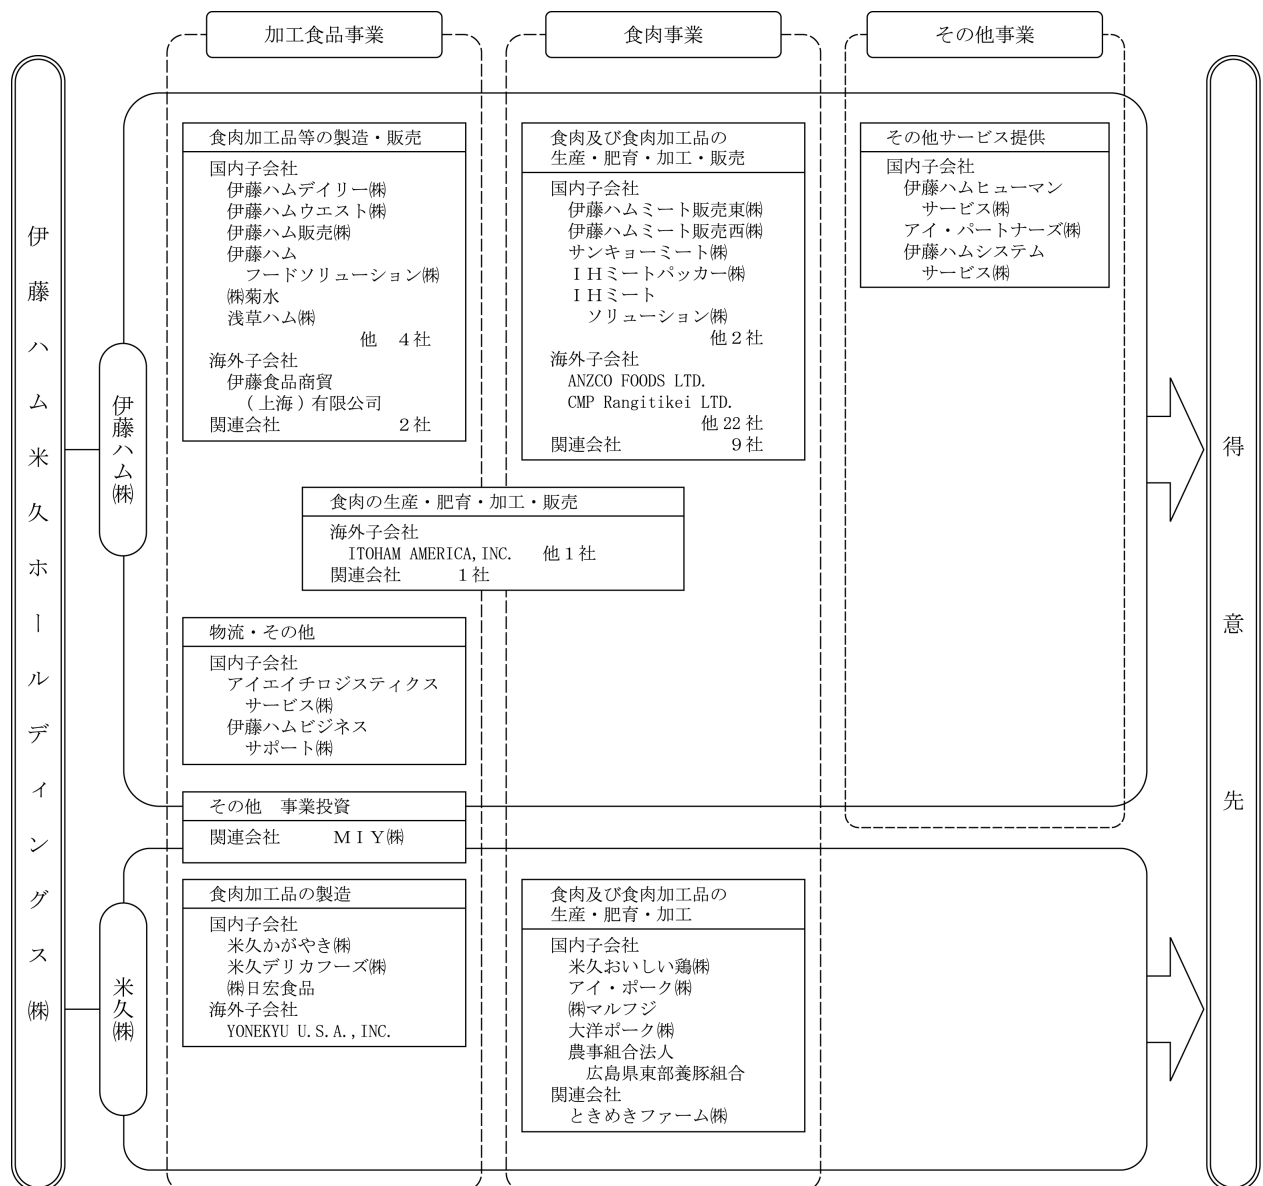 加工食品事業
食肉事業
その他事業
伊藤ハム米久ホールディングス㈱
伊藤ハム㈱
食肉加工品等の製造・販売
国内子会社
伊藤ハムデイリー㈱
伊藤ハムウエスト㈱
伊藤ハム販売㈱
伊藤ハム
フードソリューション㈱
㈱菊水
浅草ハム㈱
他　4社
海外子会社
伊藤食品商貿
（上海）有限公司
関連会社　2社
食肉及び食肉加工品の
生産・肥育・加工・販売
国内子会社
伊藤ハムミート販売東㈱
伊藤ハムミート販売西㈱
サンキョーミート㈱
ＩＨミートパッカー㈱
ＩＨミート
ソリューション㈱
他２社
海外子会社
ANZCO FOODS LTD.
CMP Rangitikei LTD.
他22社
関連会社　9社
その他サービス提供
国内子会社
伊藤ハムヒューマン
サービス㈱
アイ・パートナーズ㈱
伊藤ハムシステム
サービス㈱
食肉の生産・肥育・加工・販売
海外子会社
ITOHAM AMERICA,INC.　他１社
関連会社　１社
物流・その他
国内子会社
アイエイチロジスティクス
サービス㈱
伊藤ハムビジネス
サポート㈱
その他　事業投資
関連会社　ＭＩＹ㈱
米久㈱
食肉加工品の製造
国内子会社
米久かがやき㈱
米久デリカフーズ㈱
㈱日宏食品
海外子会社
YONEKYU U.S.A.,INC.
食肉及び食肉加工品の
生産・肥育・加工
国内子会社
米久おいしい鶏㈱
アイ・ポーク㈱
㈱マルフジ
大洋ポーク㈱
農事組合法人
広島県東部養豚組合
関連会社
ときめきファーム㈱
得意先